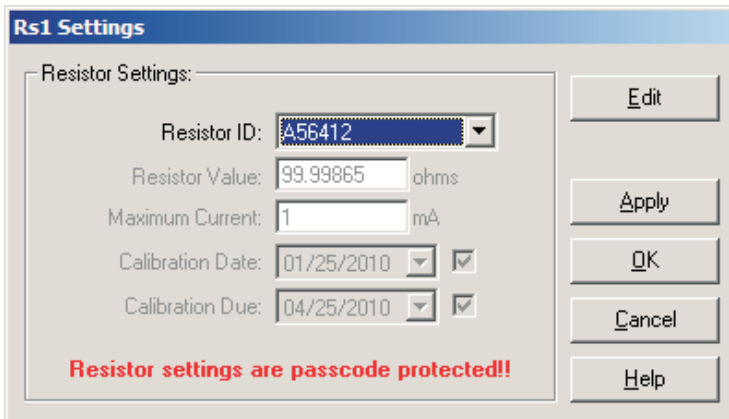 Rs1 Settings
Resistor Settings:
Resistor ID: A56412
Resistor Value: 99.99865 ohms
Maximum Current: 1 mA
Calibration Date: 01/25/2010
Calibration Due: 04/25/2010
Resistor settings are passcode protected!!
Edit
Apply
OK
Cancel
Help